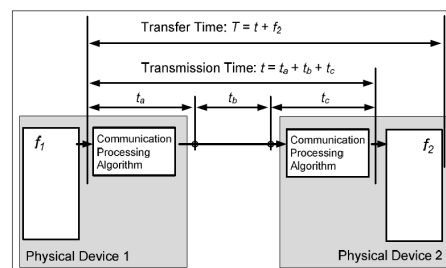 Transfer Time: T = t + f2
Transmission Time: t = ta + tb + tc
ta
tb
tc
f1
Communication
Processing
Algorithm
Communication
Processing
Algorithm
f2
Physical Device 1
Physical Device 2